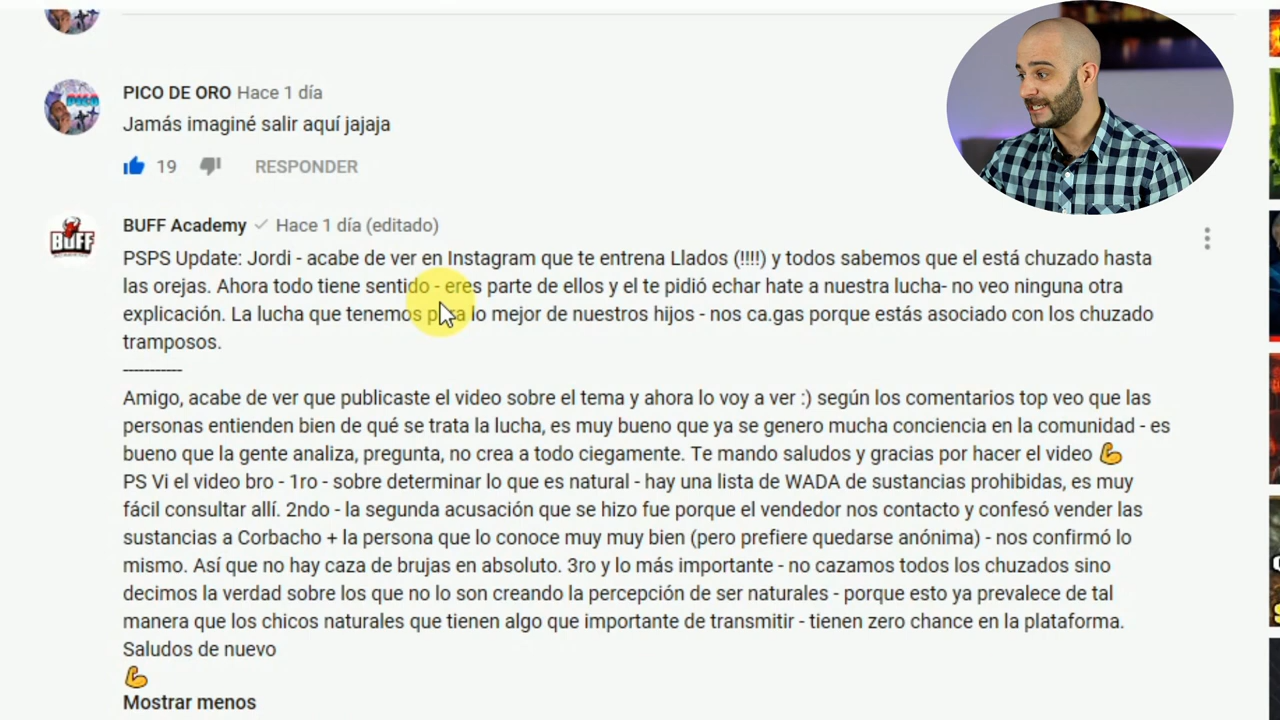 PICO DE ORO Hace 1 día
Jamás imaginé salir aquí jajaja
19 RESPONDER
BUFF Academy Hace 1 día (editado)
BUFF
PSPS Update: Jordi - acabe de ver en Instagram que te entrena Llados (!!!!) y todos sabemos que el está chuzado hasta
las orejas. Ahora todo tiene sentido - eres parte de ellos y el te pidió echar hate a nuestra lucha- no veo ninguna otra
explicación. La lucha que tenemos para lo mejor de nuestros hijos - nos ca.gas porque estás asociado con los chuzado
tramposos.
-----------
Amigo, acabe de ver que publicaste el video sobre el tema y ahora lo voy a ver :) según los comentarios top veo que las
personas entienden bien de qué se trata la lucha, es muy bueno que ya se genero mucha conciencia en la comunidad - es
bueno que la gente analiza, pregunta, no crea a todo ciegamente. Te mando saludos y gracias por hacer el video 💪
PS Vi el video bro - 1ro - sobre determinar lo que es natural - hay una lista de WADA de sustancias prohibidas, es muy
fácil consultar allí. 2ndo - la segunda acusación que se hizo fue porque el vendedor nos contacto y confesó vender las
sustancias a Corbacho + la persona que lo conoce muy muy bien (pero prefiere quedarse anónima) - nos confirmó lo
mismo. Así que no hay caza de brujas en absoluto. 3ro y lo más importante - no cazamos todos los chuzados sino
decimos la verdad sobre los que no lo son creando la percepción de ser naturales - porque esto ya prevalece de tal
manera que los chicos naturales que tienen algo que importante de transmitir - tienen zero chance en la plataforma.
Saludos de nuevo
💪
Mostrar menos